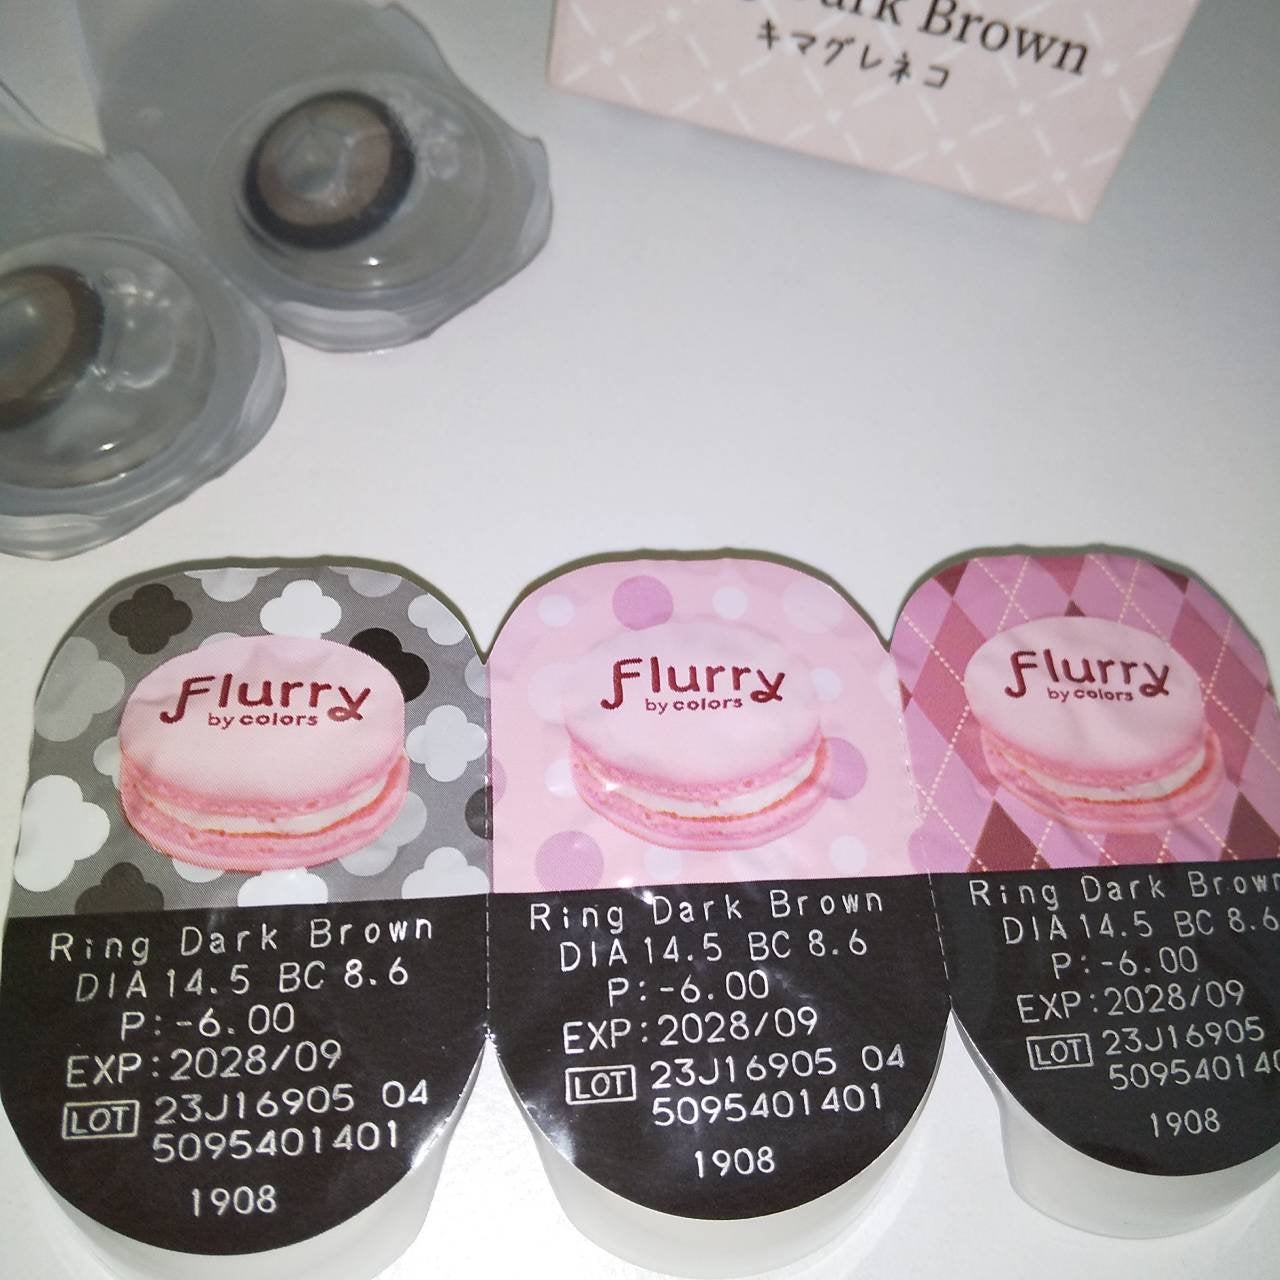 Dark Brown
キマグレネコ
Flurry
by colors
Ring Dark Brown
DIA 14.5 BC 8.6
P:-6.00
EXP:2028/09
LOT 23J16905 04
5095401401
1908
Flurry
by colors
Ring Dark Brown
DIA 14.5 BC 8.6
P:-6.00
EXP:2028/09
LOT 23J16905 04
5095401401
1908
Flurry
by colors
Ring Dark Brown
DIA 14.5 BC 8.6
P:-6.00
EXP:2028/09
LOT 23J16905
50954014
1908